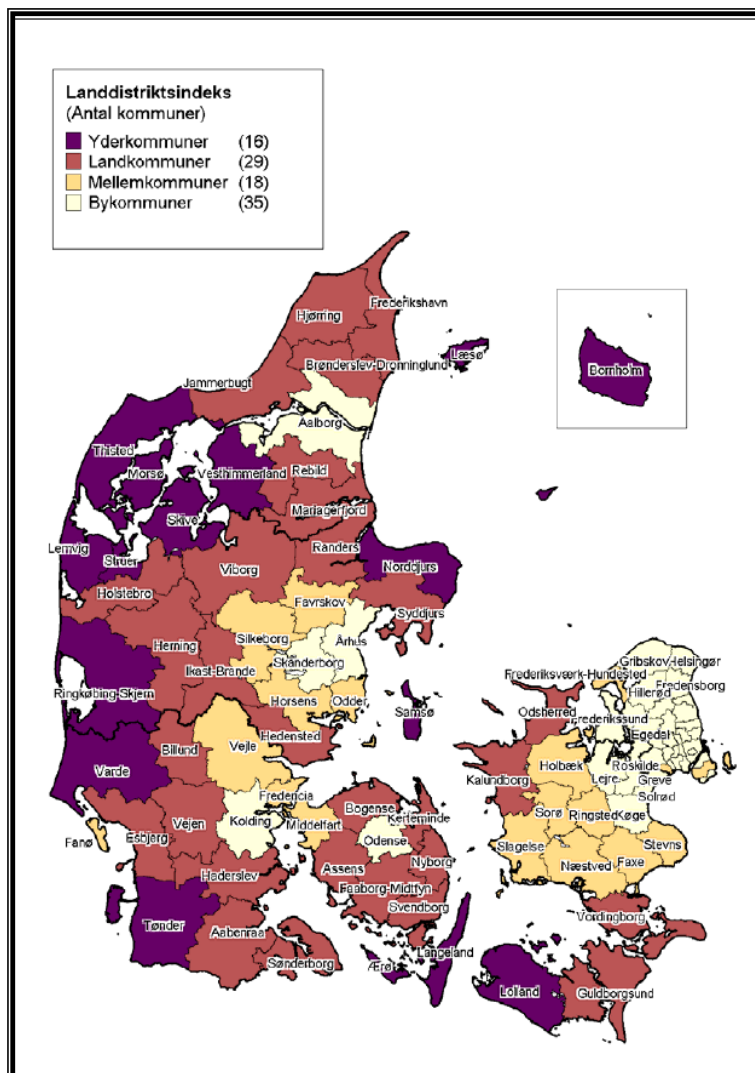 Landdistriktsindeks
(Antal kommuner)
Yderkommuner (16)
Landkommuner (29)
Mellemkommuner (18)
Bykommuner (35)
Frederikshavn
Hjørring
Læsø
Brønderslev-Dronninglund
Bornholm
Jammerbugt
Aalborg
Thisted
Morsø
Vesthimmerland
Rebild
Mariagerfjord
Skive
Lemvig
Struer
Randers
Norddjurs
Viborg
Holstebro
Favrskov
Syddjurs
Silkeborg
Århus
Herning
Skanderborg
Ikast-Brande
Gribskov
Helsingør
Frederiksværk-Hundested
Hillerød
Fredensborg
Ringkøbing-Skjern
Horsens
Odder
Samsø
Odsherred
Frederikssund
Egedal
Hedensted
Billund
Vejle
Varde
Holbæk
Roskilde
Lejre
Greve
Kalundborg
Solrød
Fredericia
Bogense
Kerteminde
Sorø
Ringsted
Køge
Fanø
Esbjerg
Vejen
Kolding
Middelfart
Odense
Slagelse
Stevns
Nyborg
Næstved
Faxe
Haderslev
Assens
Faaborg-Midtfyn
Svendborg
Vordingborg
Tønder
Aabenraa
Langeland
Sønderborg
Ærø
Lolland
Guldborgsund